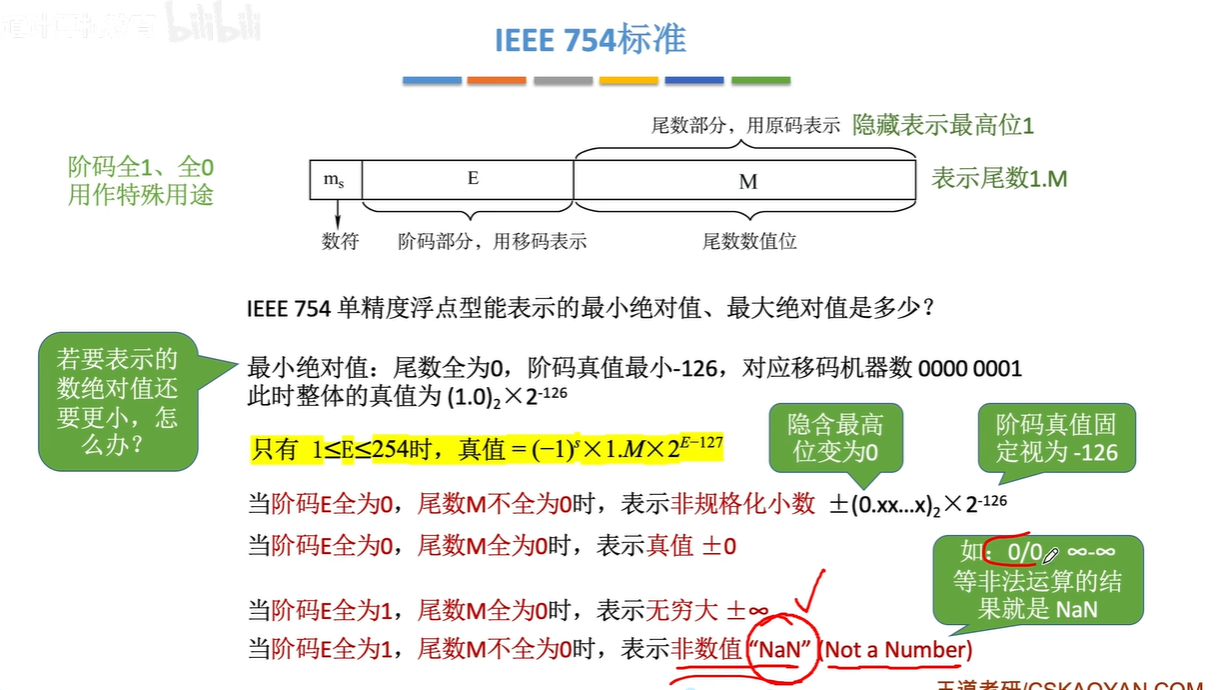 bilibili
IEEE 754标准
尾数部分，用原码表示 隐藏表示最高位1
阶码全1、全0
用作特殊用途
mₛ E M
表示尾数1.M
数符 阶码部分，用移码表示 尾数数值位
IEEE 754 单精度浮点型能表示的最小绝对值、最大绝对值是多少？
若要表示的
数绝对值还
要更小，怎
么办？
最小绝对值：尾数全为0，阶码真值最小-126，对应移码机器数 0000 0001
此时整体的真值为 (1.0)₂×2⁻¹²⁶
隐含最高
位变为0
阶码真值固
定视为 -126
只有 1≤E≤254时，真值 = (−1)ˢ×1.M×2ᴱ⁻¹²⁷
当阶码E全为0，尾数M不全为0时，表示非规格化小数 ±(0.xx…x)₂×2⁻¹²⁶
当阶码E全为0，尾数M全为0时，表示真值 ±0
如：0/0、∞-∞
等非法运算的结
果就是 NaN
当阶码E全为1，尾数M全为0时，表示无穷大 ±∞
当阶码E全为1，尾数M不全为0时，表示非数值 “NaN” (Not a Number)
王道考研/CSKAOYAN.COM